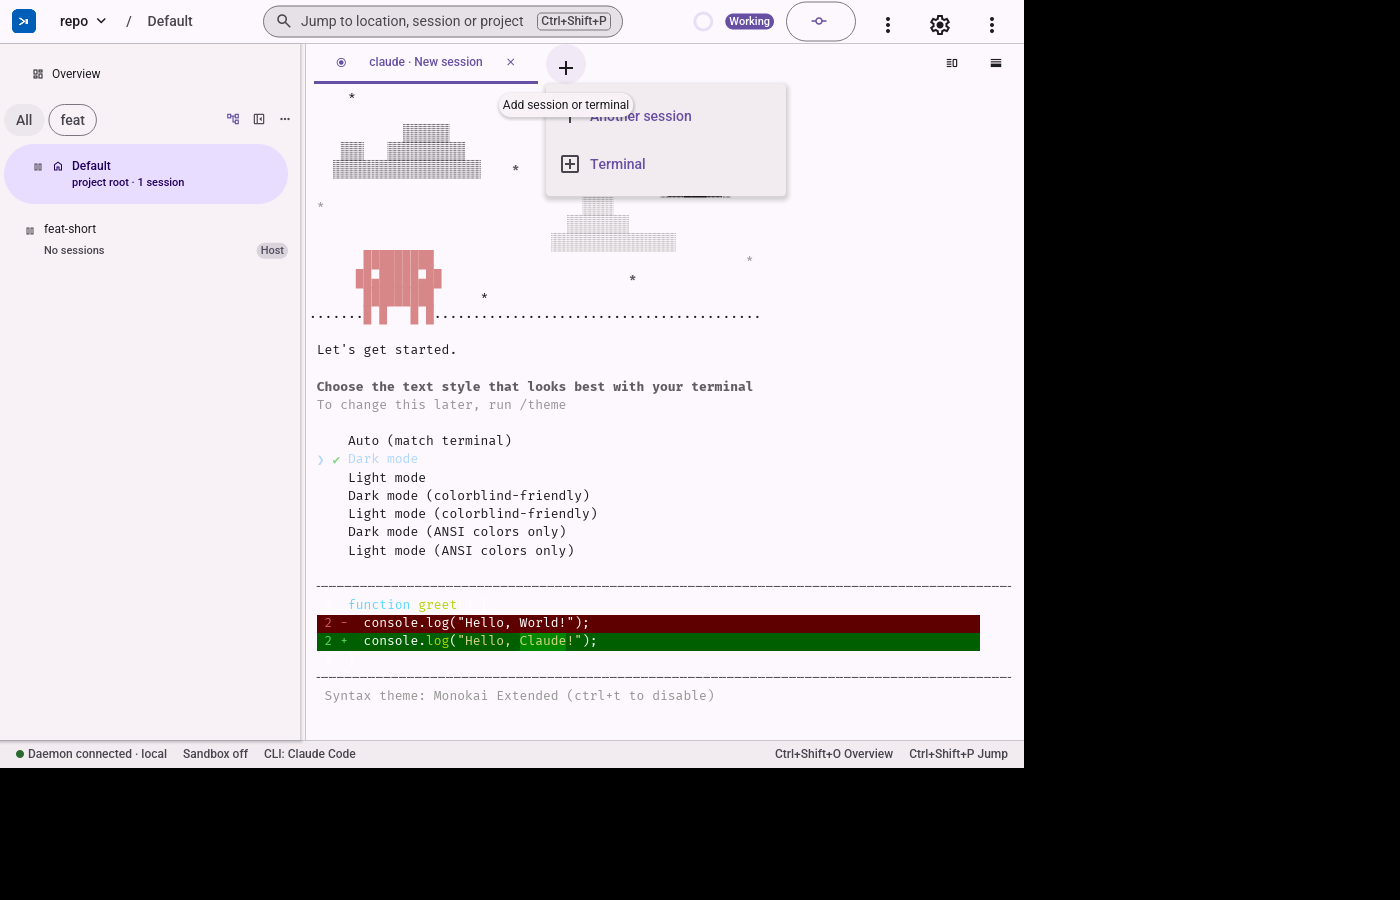 repo / Default
Jump to location, session or project Ctrl+Shift+P
Working
Overview
All feat
Default
project root · 1 session
feat-short
No sessions Host
claude · New session
Add session or terminal
Another session
Terminal
Let's get started.
Choose the text style that looks best with your terminal
To change this later, run /theme
Auto (match terminal)
❯ ✔ Dark mode
Light mode
Dark mode (colorblind-friendly)
Light mode (colorblind-friendly)
Dark mode (ANSI colors only)
Light mode (ANSI colors only)
function greet
2 - console.log("Hello, World!");
2 + console.log("Hello, Claude!");
Syntax theme: Monokai Extended (ctrl+t to disable)
Daemon connected · local Sandbox off CLI: Claude Code Ctrl+Shift+O Overview Ctrl+Shift+P Jump